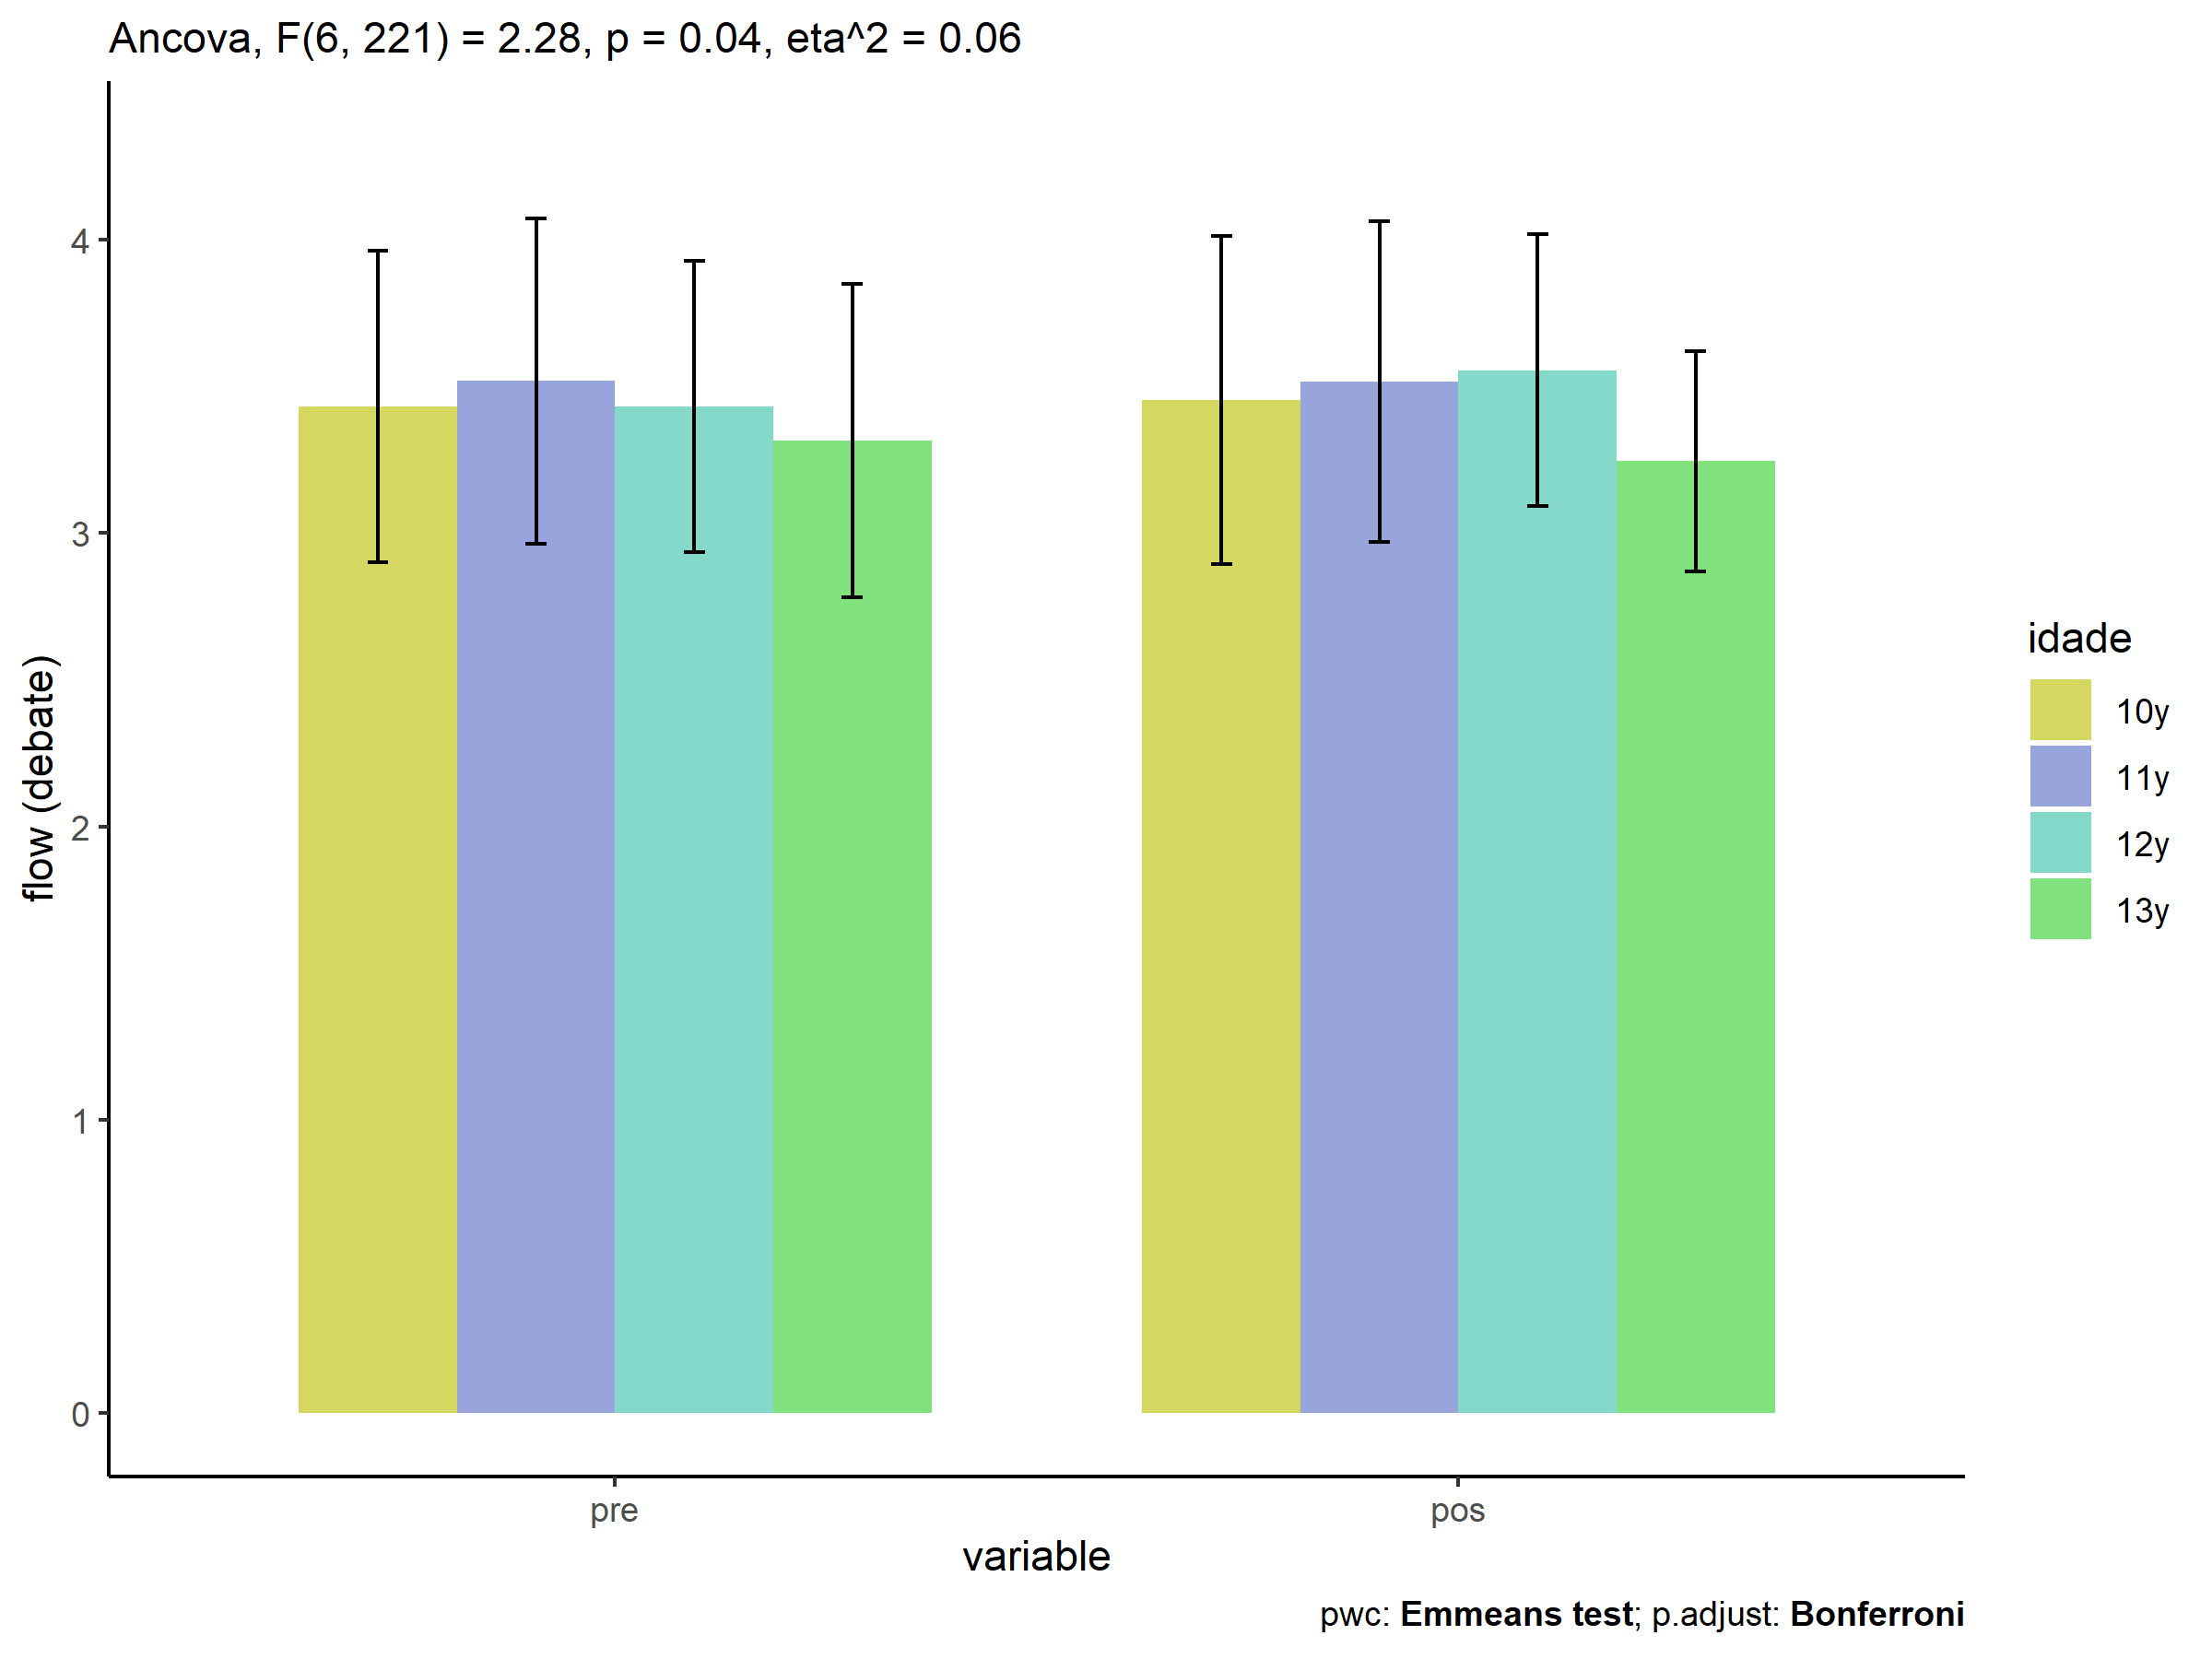 Ancova, F(6, 221) = 2.28, p = 0.04, eta^2 = 0.06
flow (debate)
4
3
2
1
0
pre
pos
variable
idade
10y
11y
12y
13y
pwc: Emmeans test; p.adjust: Bonferroni